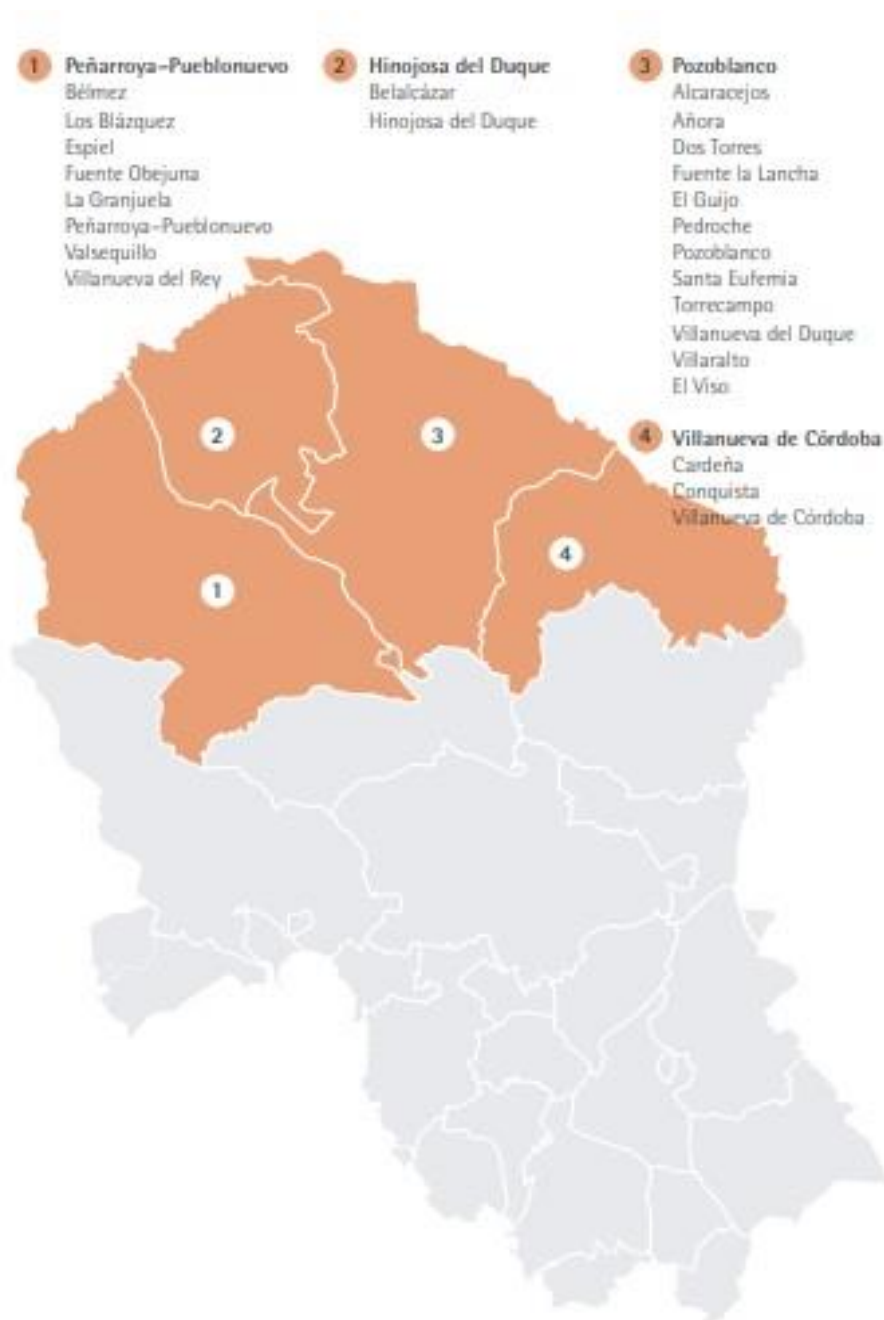 1 Peñarroya-Pueblonuevo
Bélmez
Los Blázquez
Espiel
Fuente Obejuna
La Granjuela
Peñarroya-Pueblonuevo
Valsequillo
Villanueva del Rey
2 Hinojosa del Duque
Belalcázar
Hinojosa del Duque
3 Pozoblanco
Alcaracejos
Añora
Dos Torres
Fuente la Lancha
El Guijo
Pedroche
Pozoblanco
Santa Eufemia
Torrecampo
Villanueva del Duque
Villaralto
El Viso
4 Villanueva de Córdoba
Cardeña
Conquista
Villanueva de Córdoba
2
3
4
1